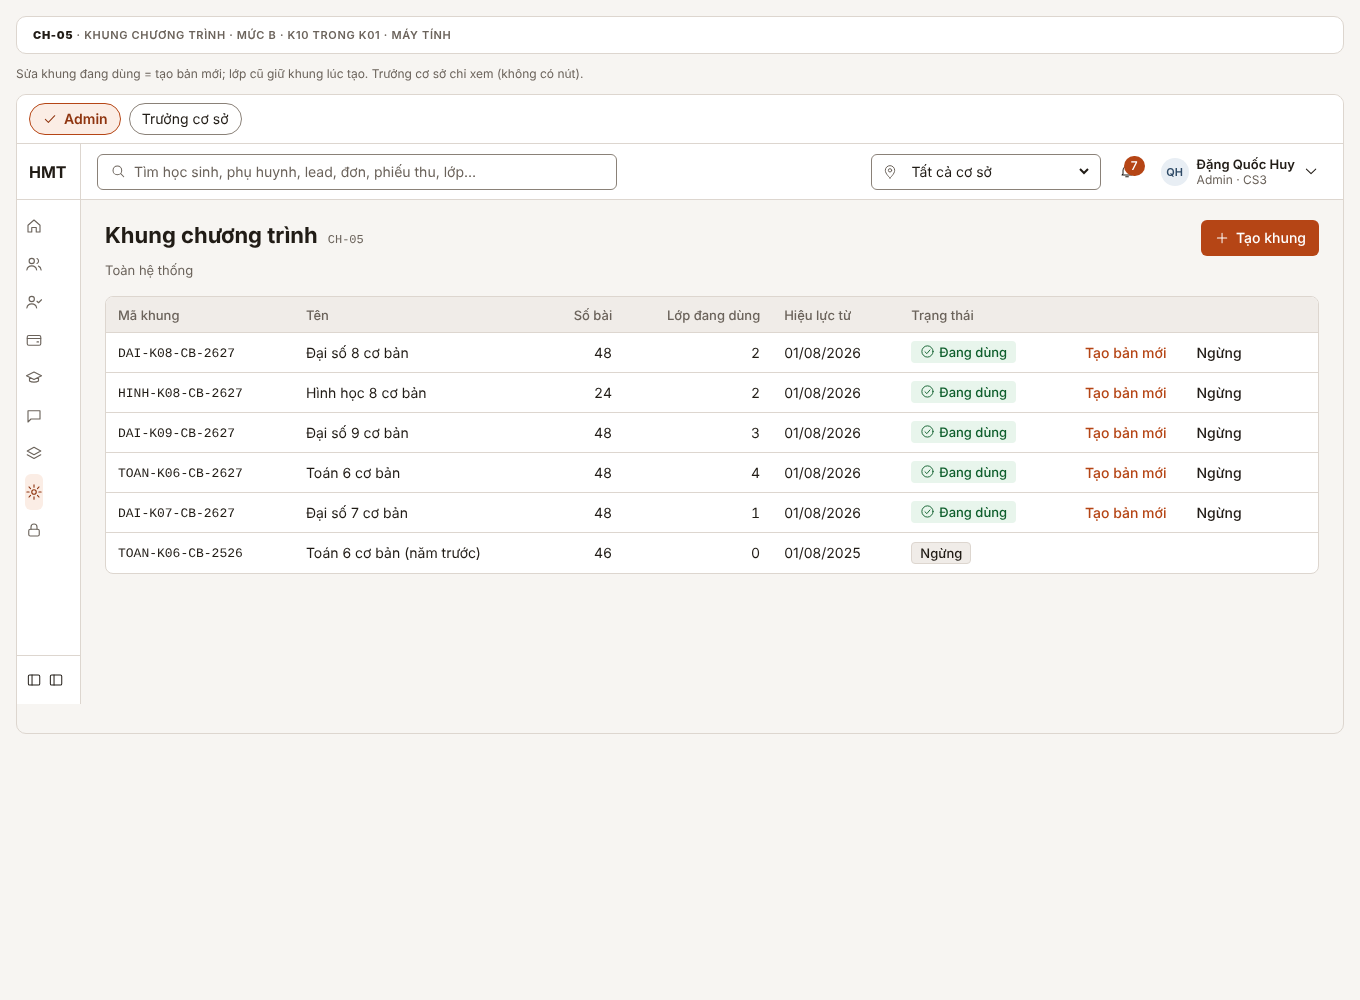 CH-05 · KHUNG CHƯƠNG TRÌNH · MỨC B · K10 TRONG K01 · MÁY TÍNH
Sửa khung đang dùng = tạo bản mới; lớp cũ giữ khung lúc tạo. Trưởng cơ sở chỉ xem (không có nút).
Admin
Trưởng cơ sở
HMT
Tìm học sinh, phụ huynh, lead, đơn, phiếu thu, lớp...
Tất cả cơ sở
7
QH
Đặng Quốc Huy
Admin · CS3
Khung chương trình CH-05
Tạo khung
Toàn hệ thống
Mã khung Tên Số bài Lớp đang dùng Hiệu lực từ Trạng thái
DAI-K08-CB-2627 Đại số 8 cơ bản 48 2 01/08/2026 Đang dùng Tạo bản mới Ngừng
HINH-K08-CB-2627 Hình học 8 cơ bản 24 2 01/08/2026 Đang dùng Tạo bản mới Ngừng
DAI-K09-CB-2627 Đại số 9 cơ bản 48 3 01/08/2026 Đang dùng Tạo bản mới Ngừng
TOAN-K06-CB-2627 Toán 6 cơ bản 48 4 01/08/2026 Đang dùng Tạo bản mới Ngừng
DAI-K07-CB-2627 Đại số 7 cơ bản 48 1 01/08/2026 Đang dùng Tạo bản mới Ngừng
TOAN-K06-CB-2526 Toán 6 cơ bản (năm trước) 46 0 01/08/2025 Ngừng